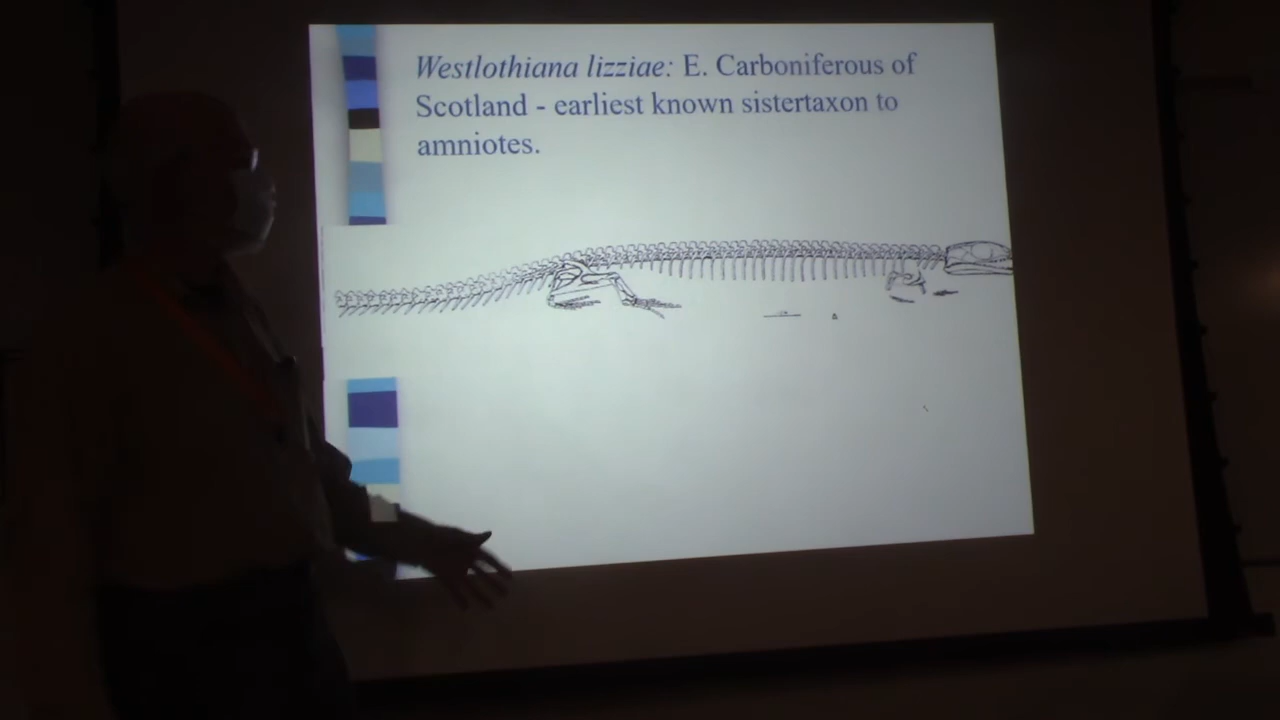 Westlothiana lizziae: E. Carboniferous of
Scotland - earliest known sistertaxon to
amniotes.